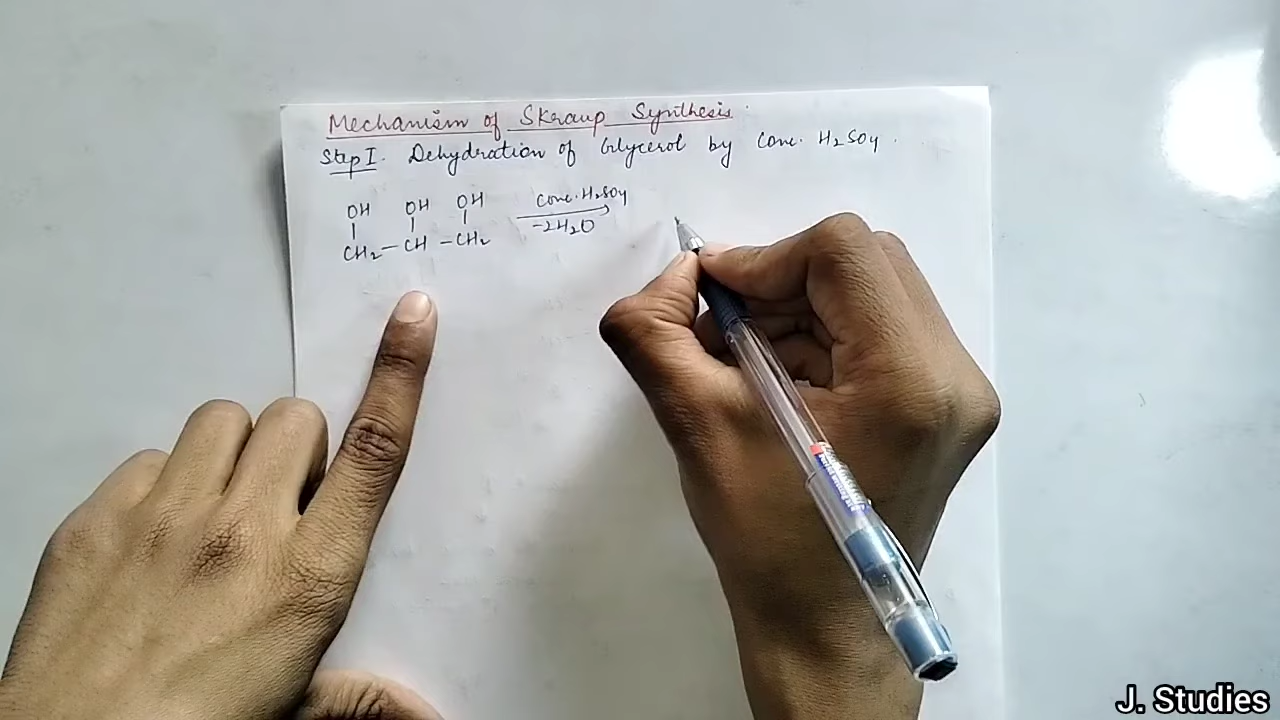 Mechanism of Skraup Synthesis.
Step I. Dehydration of Glycerol by Conc. H2SO4.
OH OH OH conc. H2SO4
CH2 – CH – CH2 -2H2O
J. Studies